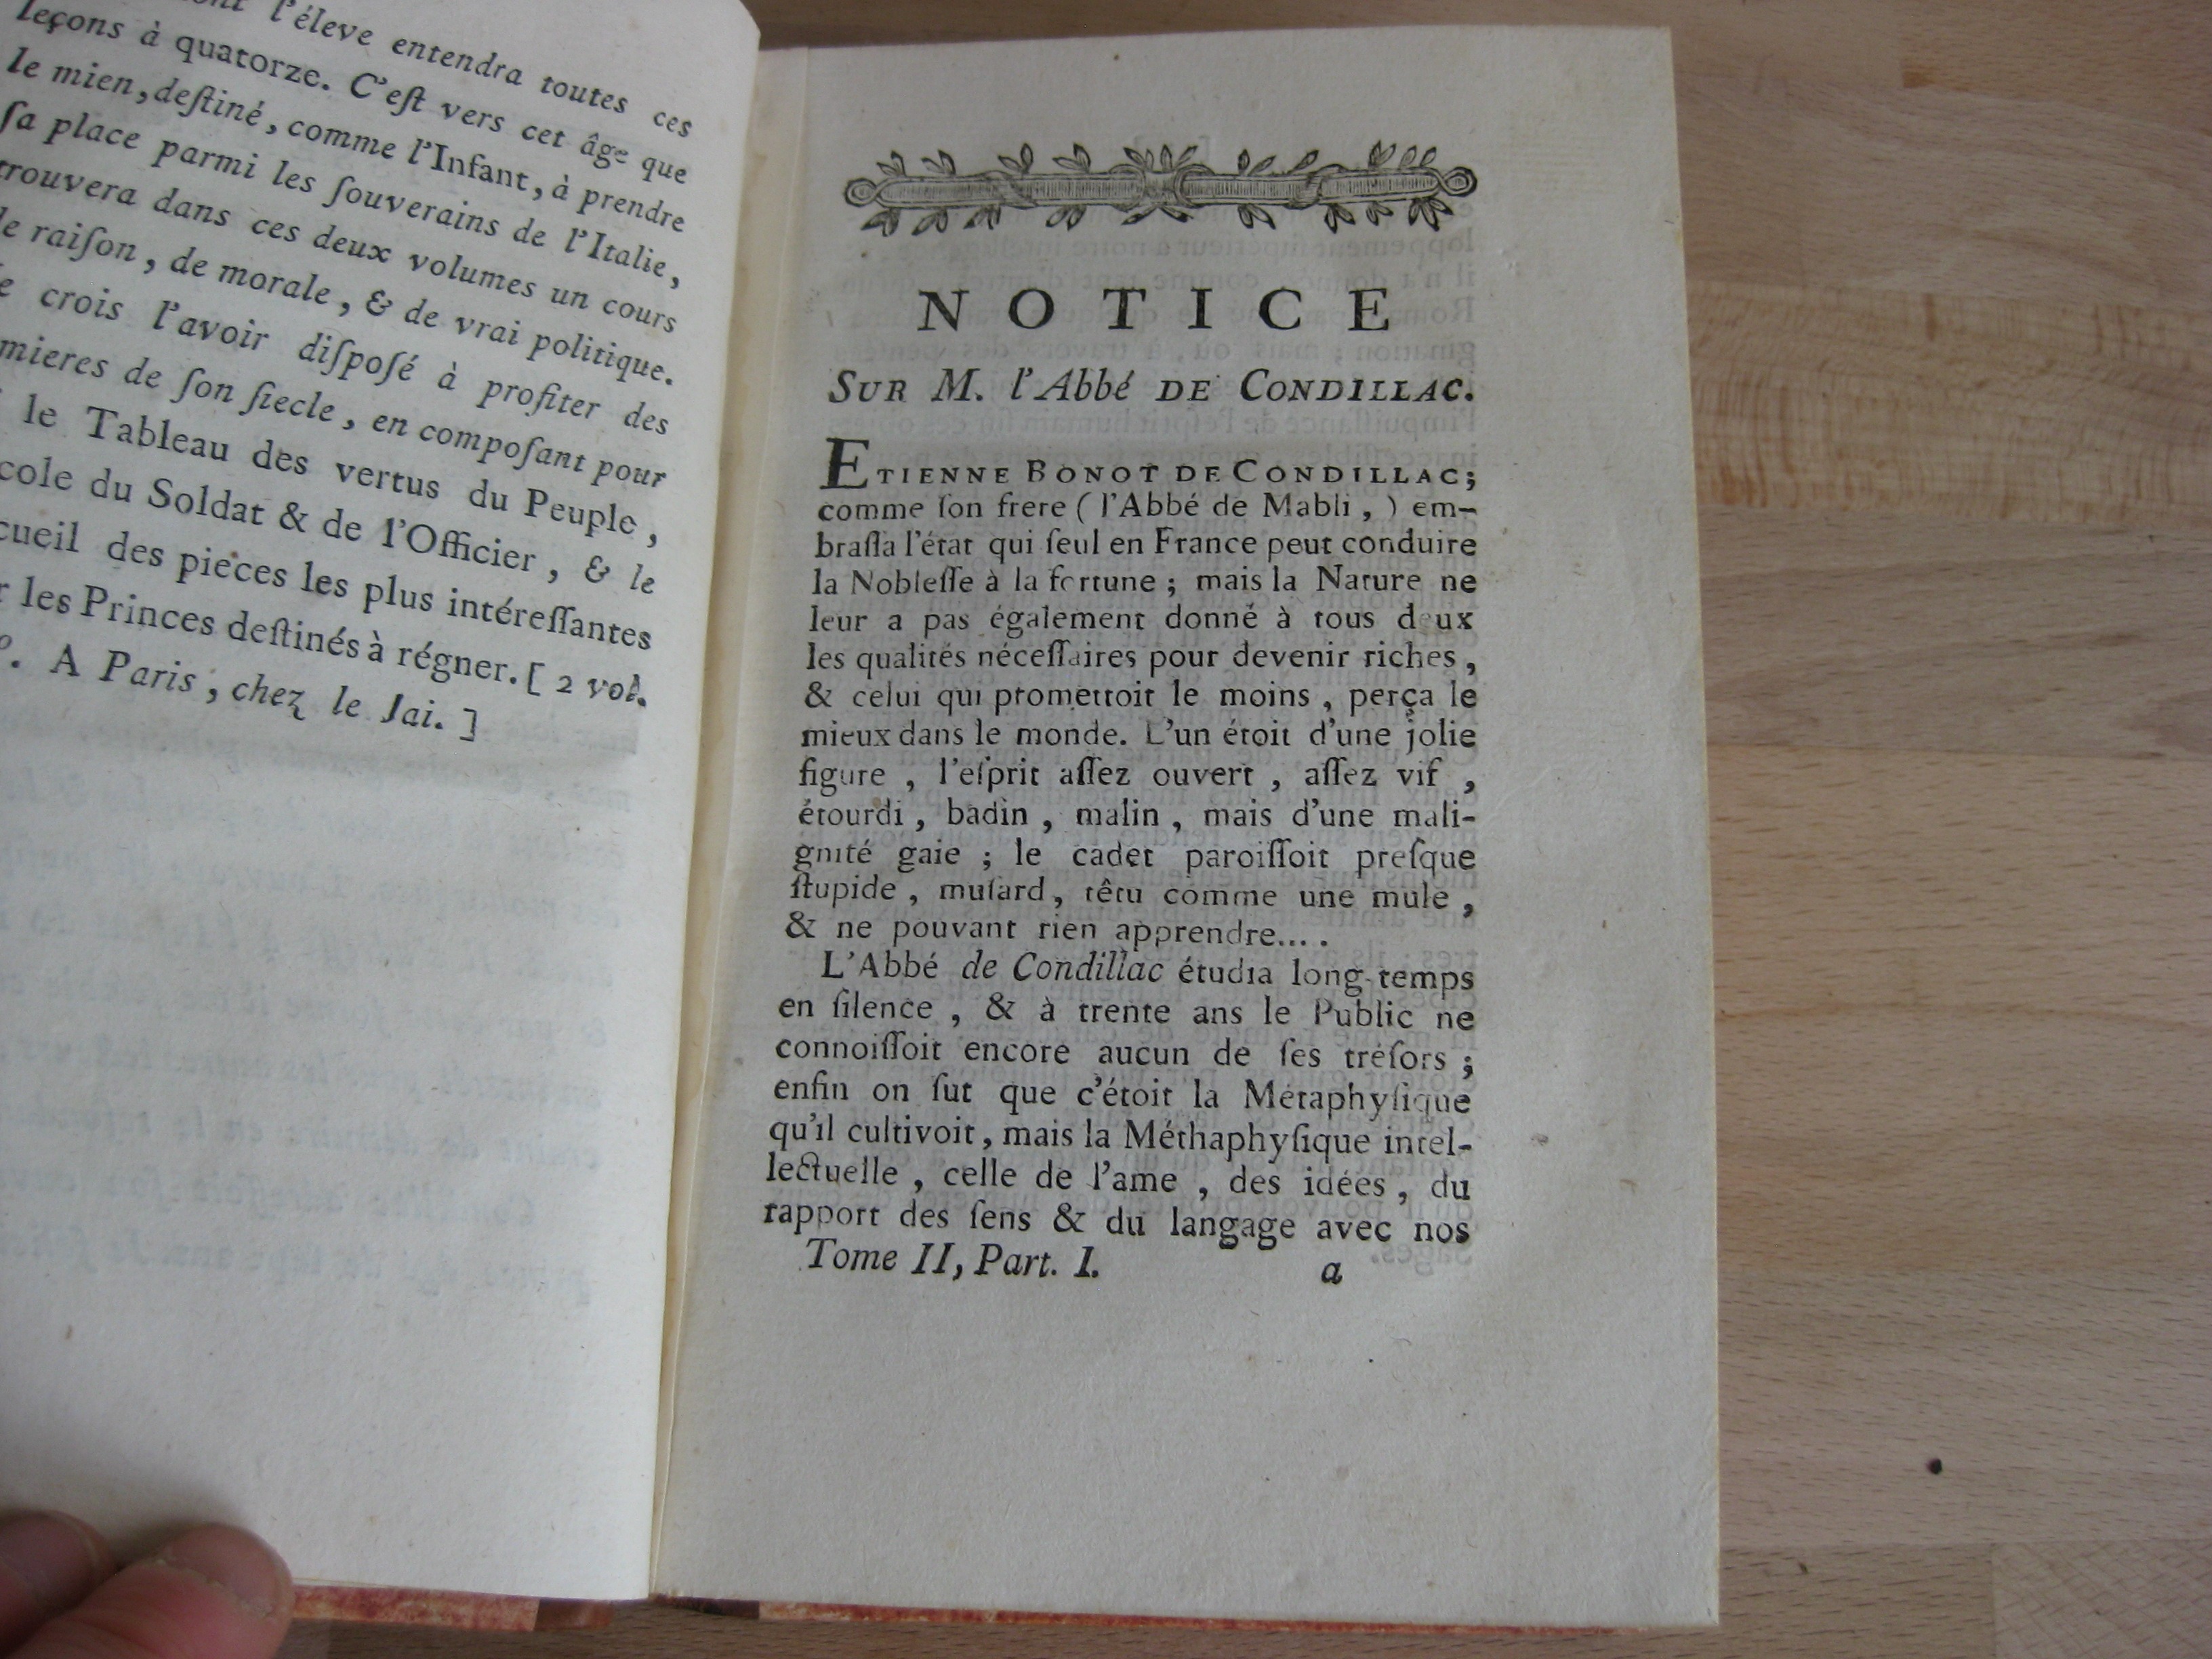 l'éleve entendra toutes ces
leçons à quatorze. C'eſt vers cet âge que
le mien, deſtiné, comme l'Infant, à prendre
ſa place parmi les ſouverains de l'Italie,
trouvera dans ces deux volumes un cours
de raiſon, de morale, & de vrai politique.
crois l'avoir diſpoſé à profiter des
mieres de ſon ſiecle, en compoſant pour
le Tableau des vertus du Peuple,
cole du Soldat & de l'Officier, & le
cueil des pieces les plus intéreſſantes
r les Princes deſtinés à régner. [ 2 vol.
º. A Paris, chez le Jai. ]
NOTICE
SUR M. l'Abbé DE CONDILLAC.
ETIENNE BONOT DE CONDILLAC;
comme ſon frere ( l'Abbé de Mabli, ) em-
braſſa l'état qui ſeul en France peut conduire
la Nobleſſe à la fortune ; mais la Nature ne
leur a pas également donné à tous deux
les qualités néceſſaires pour devenir riches,
& celui qui promettoit le moins, perça le
mieux dans le monde. L'un étoit d'une jolie
figure, l'eſprit aſſez ouvert, aſſez vif,
étourdi, badin, malin, mais d'une mali-
gnité gaie ; le cadet paroiſſoit preſque
ſtupide, muſard, têtu comme une mule,
& ne pouvant rien apprendre....
L'Abbé de Condillac étudia long-temps
en ſilence, & à trente ans le Public ne
connoiſſoit encore aucun de ſes tréſors ;
enfin on ſut que c'étoit la Métaphyſique
qu'il cultivoit, mais la Méthaphyſique intel-
lectuelle, celle de l'ame, des idées, du
rapport des ſens & du langage avec nos
Tome II, Part. I. a